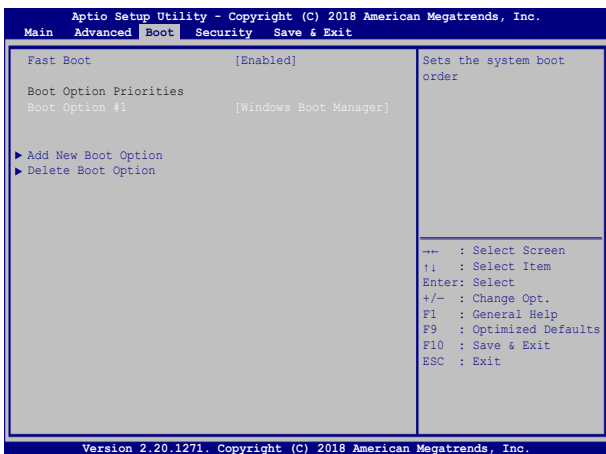 Aptio Setup Utility - Copyright (C) 2018 American Megatrends, Inc.
Main Advanced Boot Security Save & Exit
Fast Boot [Enabled]
Boot Option Priorities
Boot Option #1 [Windows Boot Manager]
▶ Add New Boot Option
▶ Delete Boot Option
Sets the system boot
order
→← : Select Screen
↑↓ : Select Item
Enter: Select
+/— : Change Opt.
F1 : General Help
F9 : Optimized Defaults
F10 : Save & Exit
ESC : Exit
Version 2.20.1271. Copyright (C) 2018 American Megatrends, Inc.